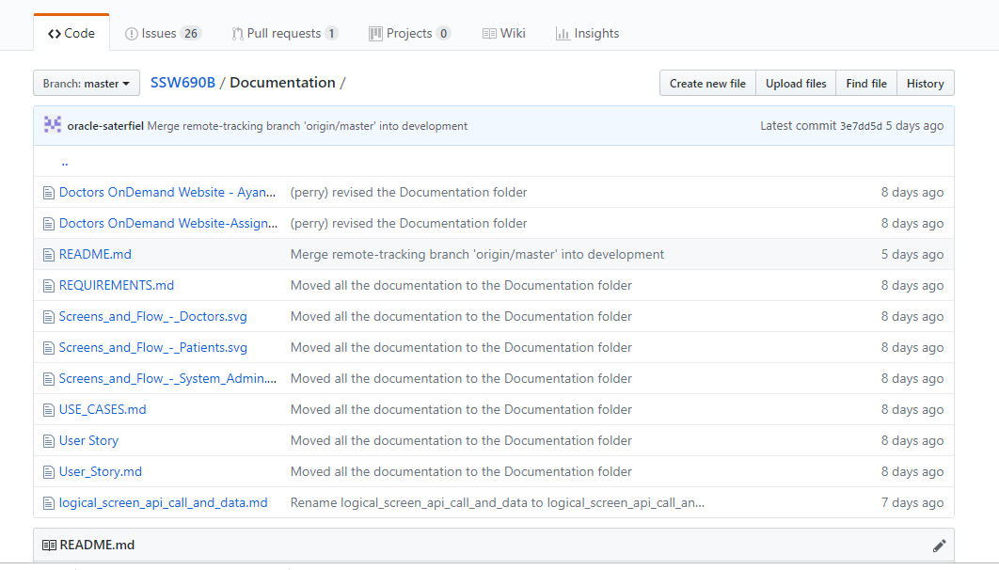 Code Issues 26 Pull requests 1 Projects 0 Wiki Insights
Branch: master SSW690B / Documentation / Create new file Upload files Find file History
oracle-saterfiel Merge remote-tracking branch 'origin/master' into development Latest commit 3e7dd5d 5 days ago
..
Doctors OnDemand Website - Ayan... (perry) revised the Documentation folder 8 days ago
Doctors OnDemand Website-Assign... (perry) revised the Documentation folder 8 days ago
README.md Merge remote-tracking branch 'origin/master' into development 5 days ago
REQUIREMENTS.md Moved all the documentation to the Documentation folder 8 days ago
Screens_and_Flow_-_Doctors.svg Moved all the documentation to the Documentation folder 8 days ago
Screens_and_Flow_-_Patients.svg Moved all the documentation to the Documentation folder 8 days ago
Screens_and_Flow_-_System_Admin.... Moved all the documentation to the Documentation folder 8 days ago
USE_CASES.md Moved all the documentation to the Documentation folder 8 days ago
User Story Moved all the documentation to the Documentation folder 8 days ago
User_Story.md Moved all the documentation to the Documentation folder 8 days ago
logical_screen_api_call_and_data.md Rename logical_screen_api_call_and_data to logical_screen_api_call_an... 7 days ago
README.md